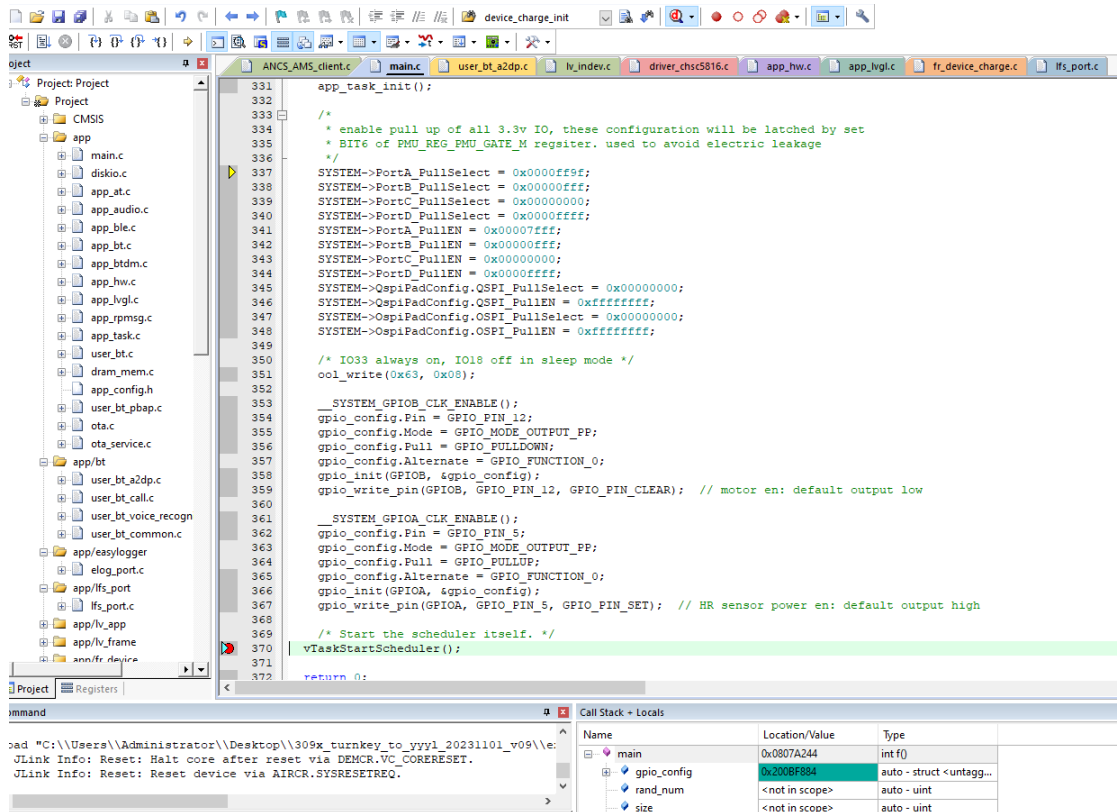 device_charge_init
oject
ANCS_AMS_client.c main.c user_bt_a2dp.c lv_indev.c driver_chsc5816.c app_hw.c app_lvgl.c fr_device_charge.c lfs_port.c
Project: Project
Project
CMSIS
app
main.c
diskio.c
app_at.c
app_audio.c
app_ble.c
app_bt.c
app_btdm.c
app_hw.c
app_lvgl.c
app_rpmsg.c
app_task.c
user_bt.c
dram_mem.c
app_config.h
user_bt_pbap.c
ota.c
ota_service.c
app/bt
user_bt_a2dp.c
user_bt_call.c
user_bt_voice_recogn
user_bt_common.c
app/easylogger
elog_port.c
app/lfs_port
lfs_port.c
app/lv_app
app/lv_frame
app/fr_device
Project Registers
331 app_task_init();
332
333 /*
334 * enable pull up of all 3.3v IO, these configuration will be latched by set
335 * BIT6 of PMU_REG_PMU_GATE_M regsiter. used to avoid electric leakage
336 */
337 SYSTEM->PortA_PullSelect = 0x0000ff9f;
338 SYSTEM->PortB_PullSelect = 0x00000fff;
339 SYSTEM->PortC_PullSelect = 0x00000000;
340 SYSTEM->PortD_PullSelect = 0x0000ffff;
341 SYSTEM->PortA_PullEN = 0x00007fff;
342 SYSTEM->PortB_PullEN = 0x00000fff;
343 SYSTEM->PortC_PullEN = 0x00000000;
344 SYSTEM->PortD_PullEN = 0x0000ffff;
345 SYSTEM->QspiPadConfig.QSPI_PullSelect = 0x00000000;
346 SYSTEM->QspiPadConfig.QSPI_PullEN = 0xffffffff;
347 SYSTEM->OspiPadConfig.OSPI_PullSelect = 0x00000000;
348 SYSTEM->OspiPadConfig.OSPI_PullEN = 0xffffffff;
349
350 /* IO33 always on, IO18 off in sleep mode */
351 ool_write(0x63, 0x08);
352
353 __SYSTEM_GPIOB_CLK_ENABLE();
354 gpio_config.Pin = GPIO_PIN_12;
355 gpio_config.Mode = GPIO_MODE_OUTPUT_PP;
356 gpio_config.Pull = GPIO_PULLDOWN;
357 gpio_config.Alternate = GPIO_FUNCTION_0;
358 gpio_init(GPIOB, &gpio_config);
359 gpio_write_pin(GPIOB, GPIO_PIN_12, GPIO_PIN_CLEAR); // motor en: default output low
360
361 __SYSTEM_GPIOA_CLK_ENABLE();
362 gpio_config.Pin = GPIO_PIN_5;
363 gpio_config.Mode = GPIO_MODE_OUTPUT_PP;
364 gpio_config.Pull = GPIO_PULLUP;
365 gpio_config.Alternate = GPIO_FUNCTION_0;
366 gpio_init(GPIOA, &gpio_config);
367 gpio_write_pin(GPIOA, GPIO_PIN_5, GPIO_PIN_SET); // HR sensor power en: default output high
368
369 /* Start the scheduler itself. */
370 vTaskStartScheduler();
371
372 return 0;
ommand
oad "C:\\Users\\Administrator\\Desktop\\309x_turnkey_to_yyyl_20231101_v09\\e
JLink Info: Reset: Halt core after reset via DEMCR.VC_CORERESET.
JLink Info: Reset: Reset device via AIRCR.SYSRESETREQ.
Call Stack + Locals
Name Location/Value Type
main 0x0807A244 int f()
gpio_config 0x200BF884 auto - struct <untagg...
rand_num <not in scope> auto - uint
size <not in scope> auto - uint